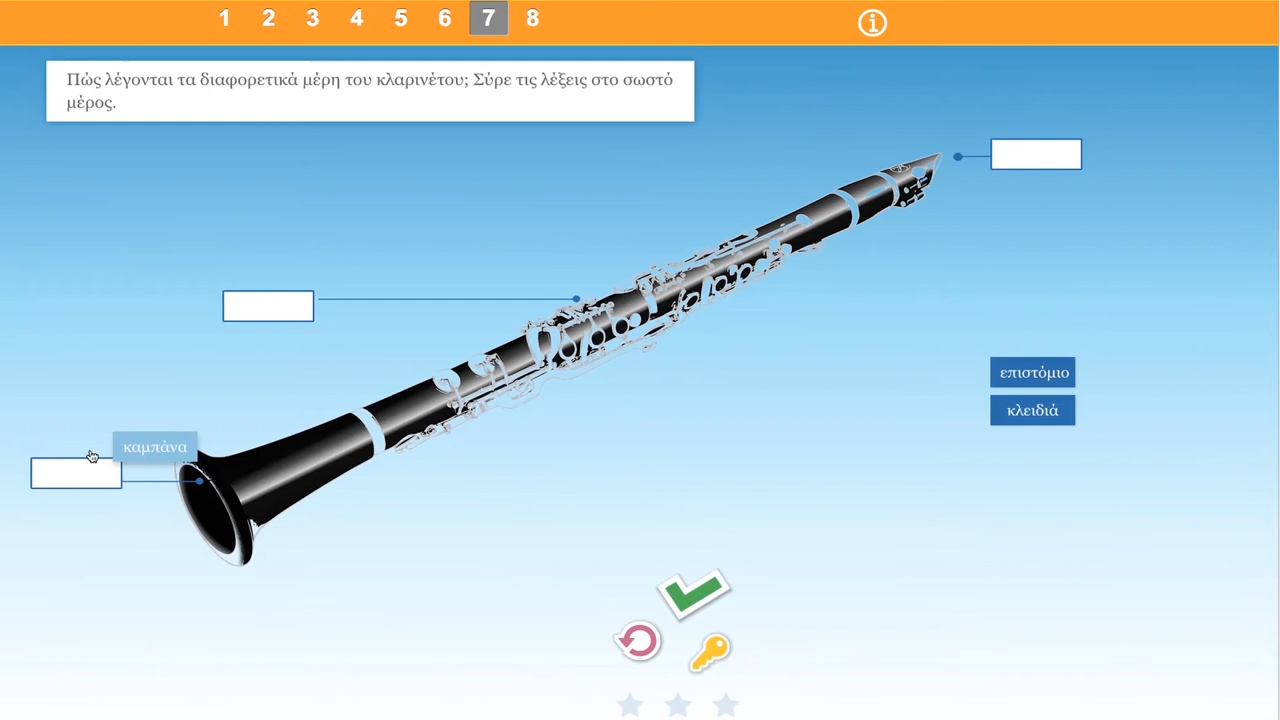 1 2 3 4 5 6 7 8
Πώς λέγονται τα διαφορετικά μέρη του κλαρινέτου; Σύρε τις λέξεις στο σωστό
μέρος.
επιστόμιο
κλειδιά
καμπάνα